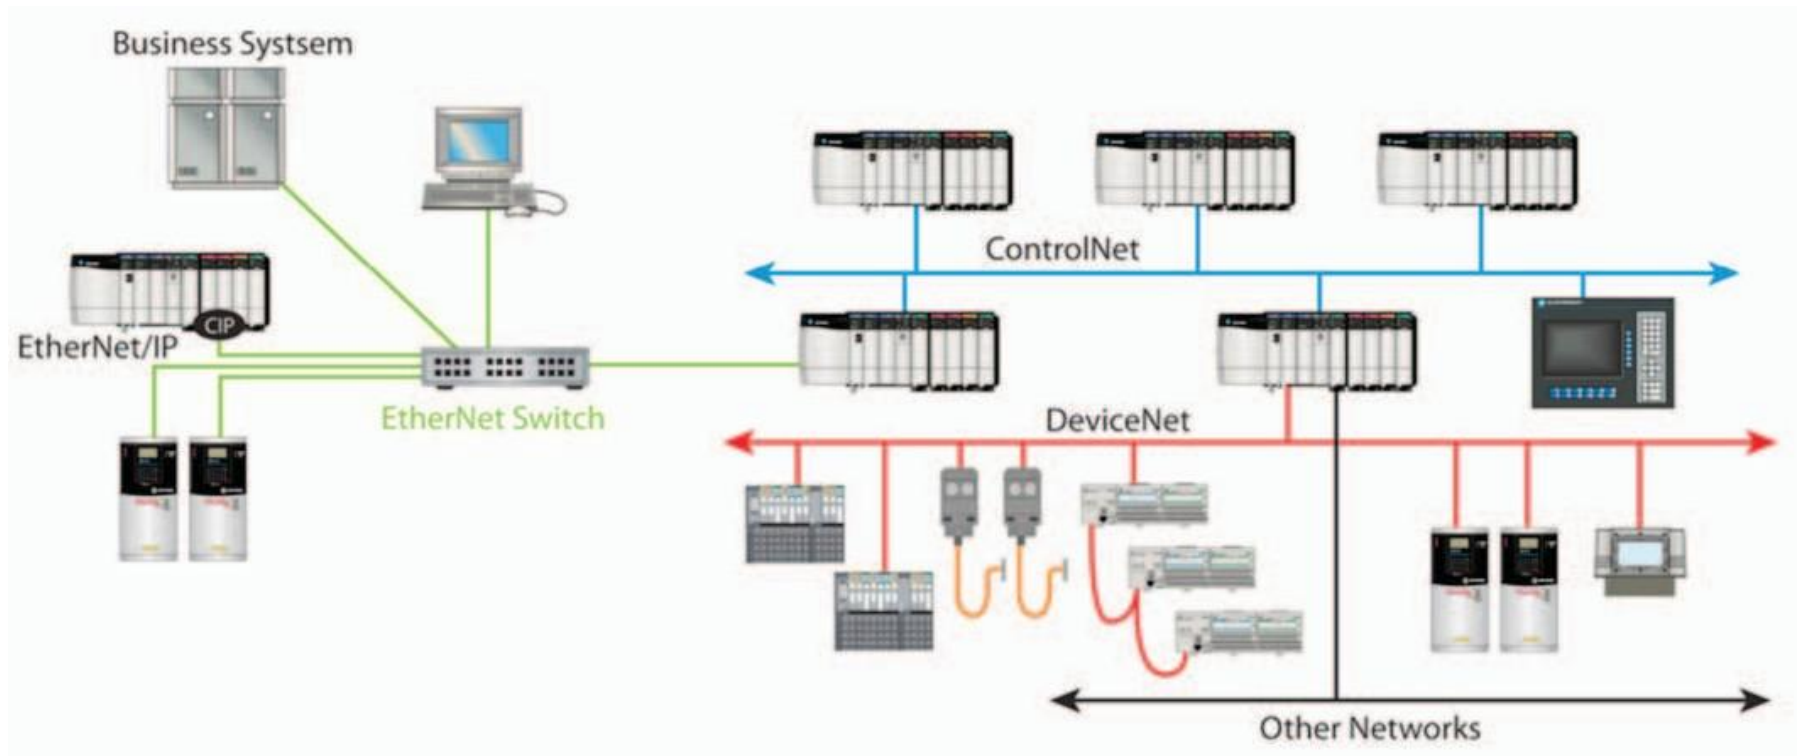 Business Systsem
ControlNet
CIP
EtherNet/IP
EtherNet Switch
DeviceNet
Other Networks